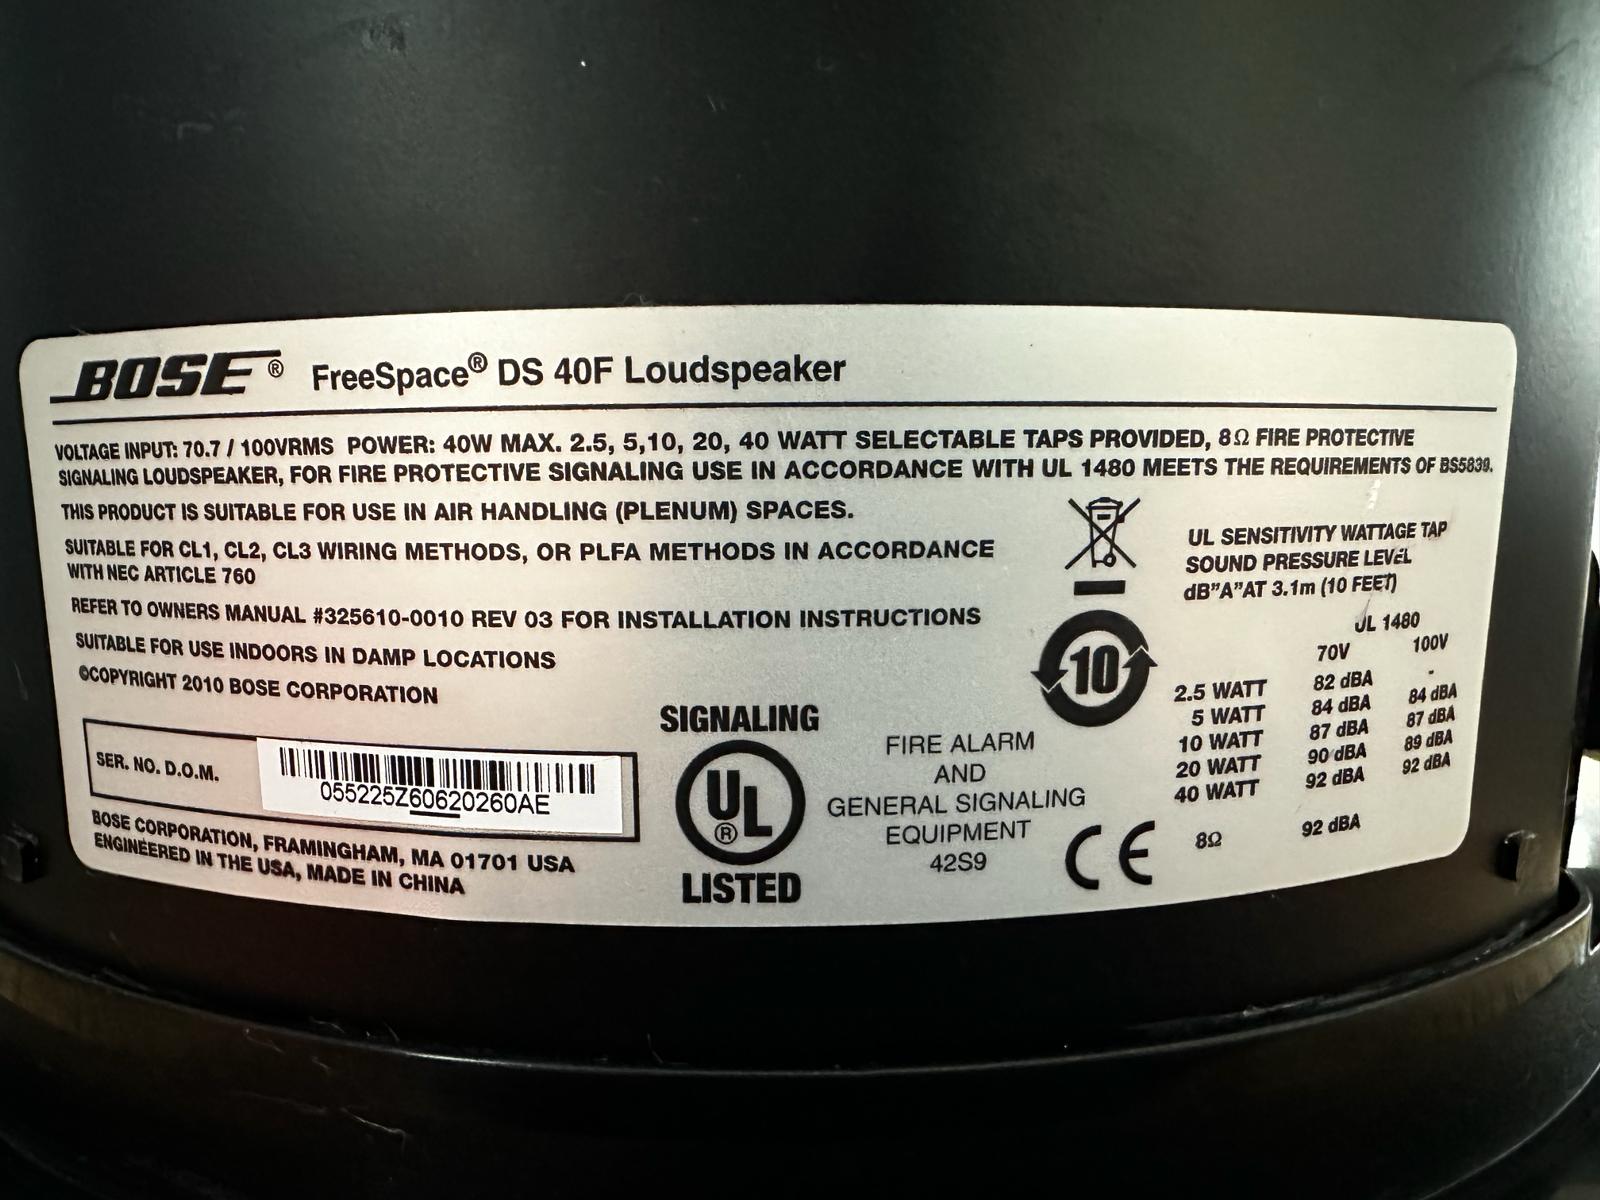 BOSE® FreeSpace® DS 40F Loudspeaker
VOLTAGE INPUT: 70.7 / 100VRMS POWER: 40W MAX. 2.5, 5,10, 20, 40 WATT SELECTABLE TAPS PROVIDED, 8Ω FIRE PROTECTIVE
SIGNALING LOUDSPEAKER, FOR FIRE PROTECTIVE SIGNALING USE IN ACCORDANCE WITH UL 1480 MEETS THE REQUIREMENTS OF BS5839.
THIS PRODUCT IS SUITABLE FOR USE IN AIR HANDLING (PLENUM) SPACES.
SUITABLE FOR CL1, CL2, CL3 WIRING METHODS, OR PLFA METHODS IN ACCORDANCE
WITH NEC ARTICLE 760
REFER TO OWNERS MANUAL #325610-0010 REV 03 FOR INSTALLATION INSTRUCTIONS
SUITABLE FOR USE INDOORS IN DAMP LOCATIONS
©COPYRIGHT 2010 BOSE CORPORATION
SER. NO. D.O.M.
055225Z60620260AE
BOSE CORPORATION, FRAMINGHAM, MA 01701 USA
ENGINEERED IN THE USA, MADE IN CHINA
SIGNALING
UL®
LISTED
FIRE ALARM
AND
GENERAL SIGNALING
EQUIPMENT
42S9
10
CE
UL SENSITIVITY WATTAGE TAP
SOUND PRESSURE LEVEL
dB"A"AT 3.1m (10 FEET)
UL 1480
70V 100V
2.5 WATT 82 dBA -
5 WATT 84 dBA 84 dBA
10 WATT 87 dBA 87 dBA
20 WATT 90 dBA 89 dBA
40 WATT 92 dBA 92 dBA
8Ω 92 dBA